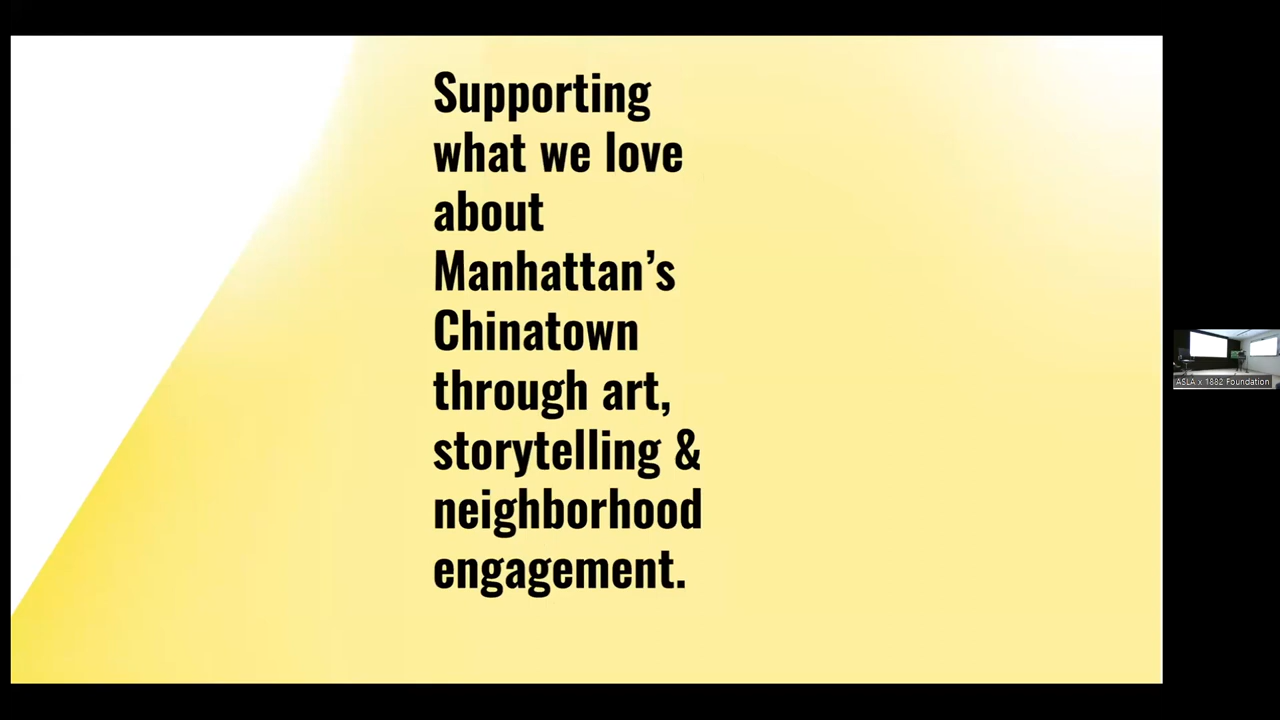 Supporting
what we love
about
Manhattan’s
Chinatown
through art,
storytelling &
neighborhood
engagement.
ASLA x 1882 Foundation